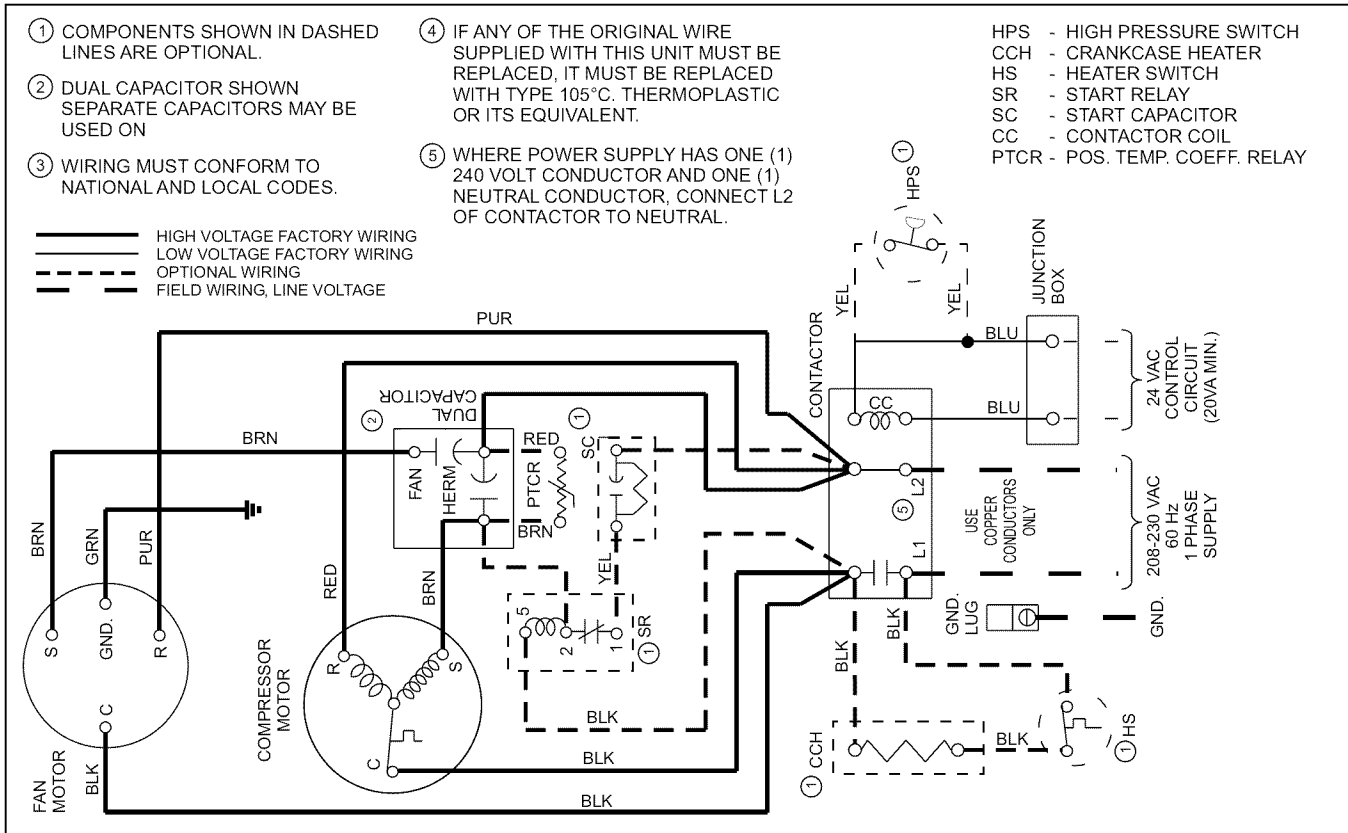 ① COMPONENTS SHOWN IN DASHED
LINES ARE OPTIONAL.
② DUAL CAPACITOR SHOWN
SEPARATE CAPACITORS MAY BE
USED ON
③ WIRING MUST CONFORM TO
NATIONAL AND LOCAL CODES.
④ IF ANY OF THE ORIGINAL WIRE
SUPPLIED WITH THIS UNIT MUST BE
REPLACED, IT MUST BE REPLACED
WITH TYPE 105°C. THERMOPLASTIC
OR ITS EQUIVALENT.
⑤ WHERE POWER SUPPLY HAS ONE (1)
240 VOLT CONDUCTOR AND ONE (1)
NEUTRAL CONDUCTOR, CONNECT L2
OF CONTACTOR TO NEUTRAL.
HPS - HIGH PRESSURE SWITCH
CCH - CRANKCASE HEATER
HS - HEATER SWITCH
SR - START RELAY
SC - START CAPACITOR
CC - CONTACTOR COIL
PTCR - POS. TEMP. COEFF. RELAY
HIGH VOLTAGE FACTORY WIRING
LOW VOLTAGE FACTORY WIRING
OPTIONAL WIRING
FIELD WIRING, LINE VOLTAGE
HPS ①
YEL
YEL
JUNCTION
BOX
BLU
BLU
24 VAC
CONTROL
CIRCUIT
(20VA MIN.)
CONTACTOR
CC
PUR
DUAL
CAPACITOR
②
BRN
FAN
HERM
RED
PTCR
BRN
SC
①
YEL
L2
⑤
L1
USE
COPPER
CONDUCTORS
ONLY
208-230 VAC
60 Hz
1 PHASE
SUPPLY
GND.
LUG
GND.
BRN
GRN
PUR
RED
BRN
5
2
1
SR
①
BLK
BLK
S
GND.
R
C
FAN
MOTOR
BLK
COMPRESSOR
MOTOR
R
S
C
BLK
BLK
BLK
① CCH
BLK
① HS